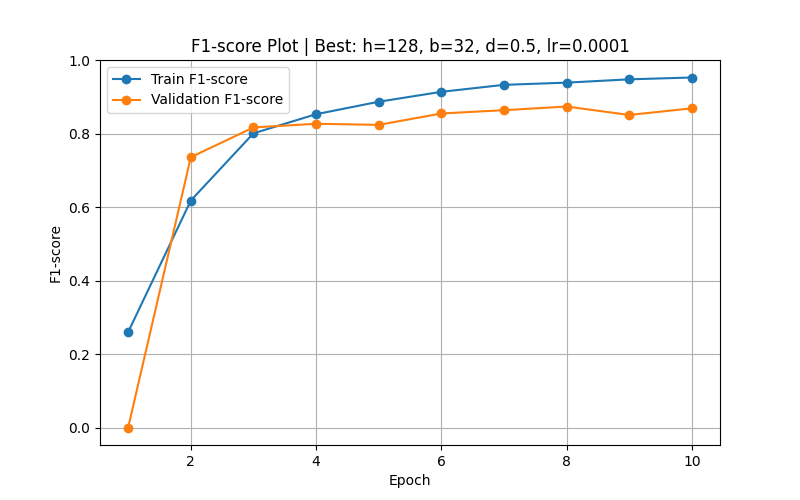 F1-score Plot | Best: h=128, b=32, d=0.5, lr=0.0001
Train F1-score
Validation F1-score
1.0
0.8
0.6
0.4
0.2
0.0
F1-score
2 4 6 8 10
Epoch